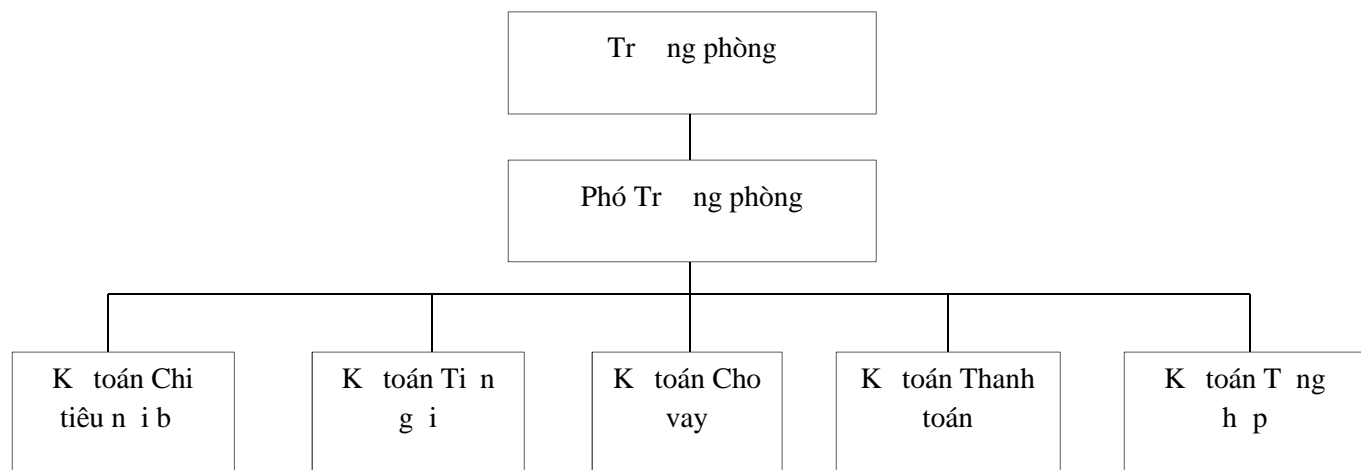 Tr ng phòng
Phó Tr ng phòng
K toán Chi
tiêu n i b
K toán Ti n
g i
K toán Cho
vay
K toán Thanh
toán
K toán T ng
h p